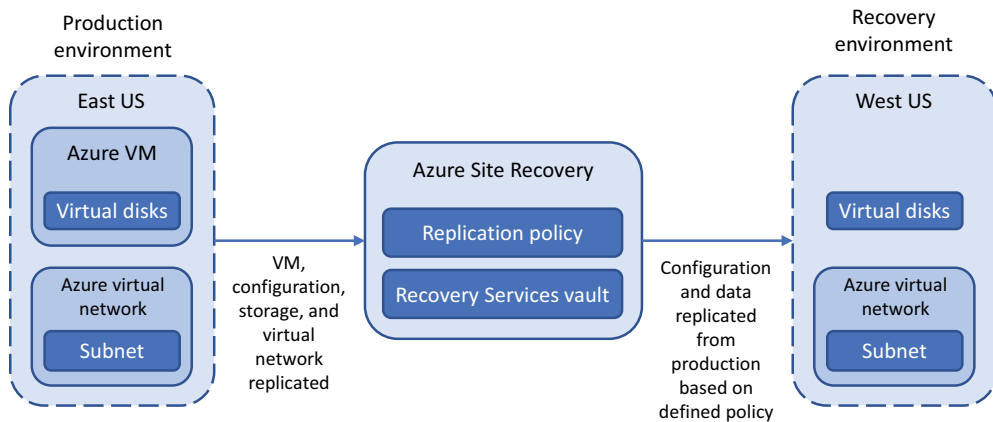 Production
environment
East US
Azure VM
Virtual disks
Azure virtual
network
Subnet
VM,
configuration,
storage, and
virtual
network
replicated
Azure Site Recovery
Replication policy
Recovery Services vault
Configuration
and data
replicated
from
production
based on
defined policy
Recovery
environment
West US
Virtual disks
Azure virtual
network
Subnet